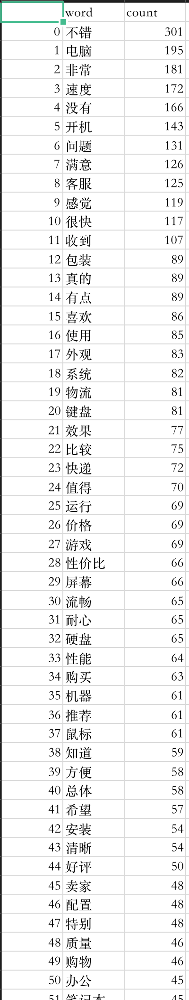 word count
0 不错 301
1 电脑 195
2 非常 181
3 速度 172
4 没有 166
5 开机 143
6 问题 131
7 满意 126
8 客服 125
9 感觉 119
10 很快 117
11 收到 107
12 包装 89
13 真的 89
14 有点 89
15 喜欢 86
16 使用 85
17 外观 83
18 系统 82
19 物流 81
20 键盘 81
21 效果 77
22 比较 75
23 快递 72
24 值得 70
25 运行 69
26 价格 69
27 游戏 69
28 性价比 66
29 屏幕 66
30 流畅 65
31 耐心 65
32 硬盘 65
33 性能 64
34 购买 63
35 机器 61
36 推荐 61
37 鼠标 61
38 知道 59
39 方便 58
40 总体 58
41 希望 57
42 安装 54
43 清晰 54
44 好评 50
45 卖家 48
46 配置 48
47 特别 48
48 质量 46
49 购物 46
50 办公 45
51 笔记本 45